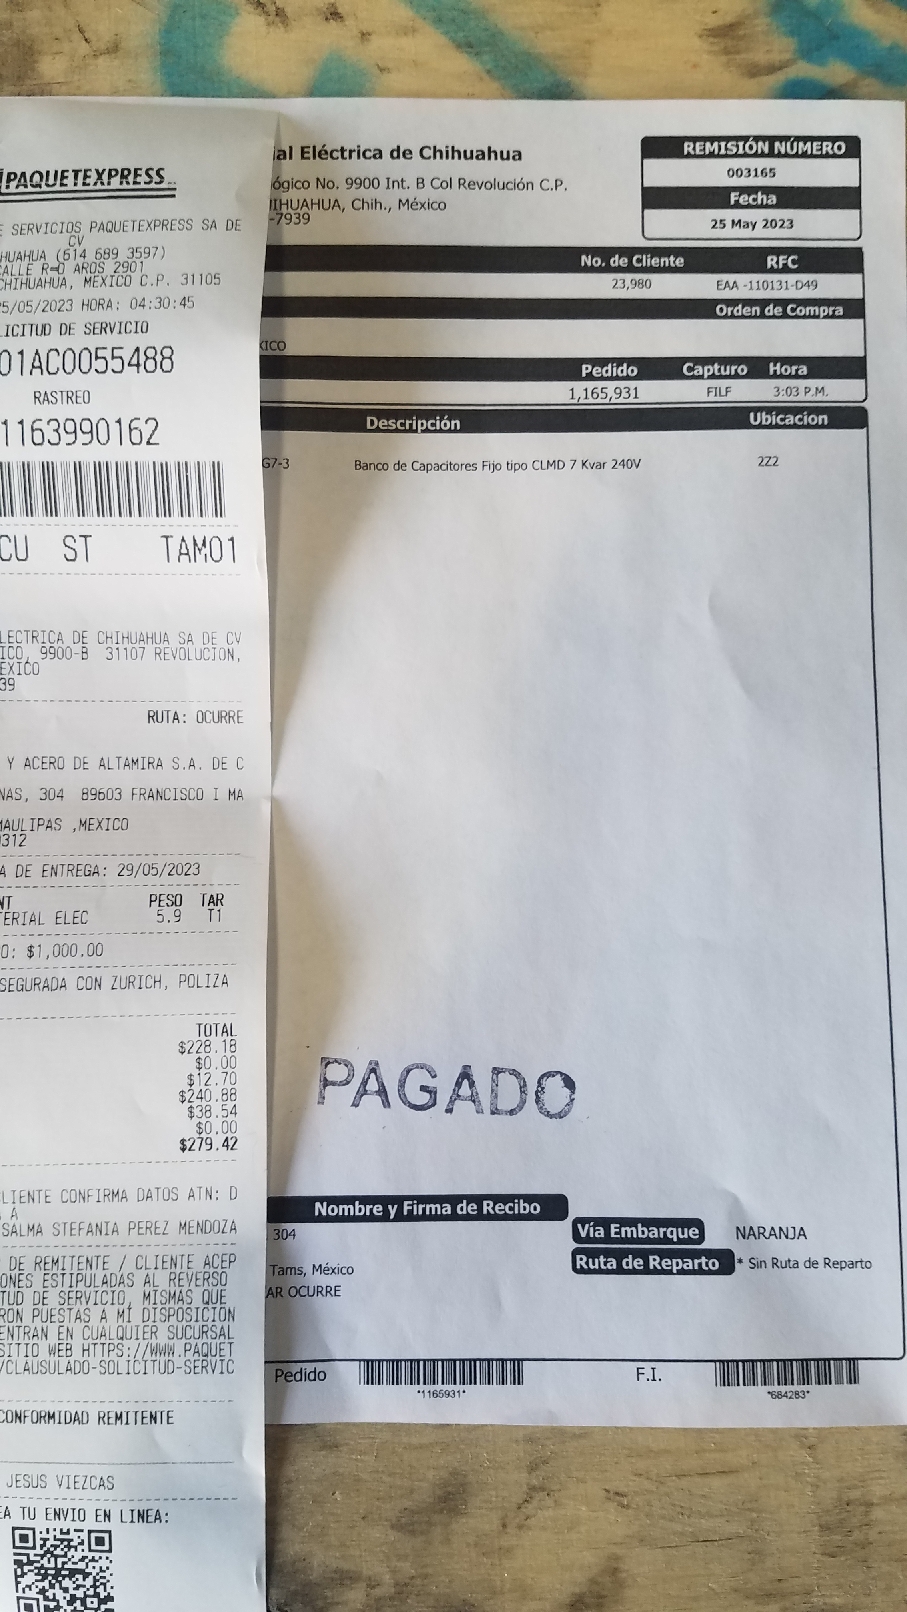 PAQUETEXPRESS
E SERVICIOS PAQUETEXPRESS SA DE
CV
HUAHUA (614 689 3597)
ALLE R=O AROS 2901
CHIHUAHUA, MEXICO C.P. 31105
25/05/2023 HORA: 04:30:45
LICITUD DE SERVICIO
01AC0055488
RASTREO
1163990162
CU ST TAM01
LECTRICA DE CHIHUAHUA SA DE CV
ICO, 9900-B 31107 REVOLUCION,
EXICO
39
RUTA: OCURRE
Y ACERO DE ALTAMIRA S.A. DE C
NAS, 304 89603 FRANCISCO I MA
MAULIPAS ,MEXICO
0312
A DE ENTREGA: 29/05/2023
NT PESO TAR
TERIAL ELEC 5.9 T1
O: $1,000.00
SEGURADA CON ZURICH, POLIZA
TOTAL
$228.18
$0.00
$12.70
$240.88
$38.54
$0.00
$279.42
LIENTE CONFIRMA DATOS ATN: D
A
SALMA STEFANIA PEREZ MENDOZA
DE REMITENTE / CLIENTE ACEP
ONES ESTIPULADAS AL REVERSO
TUD DE SERVICIO, MISMAS QUE
RON PUESTAS A MI DISPOSICION
ENTRAN EN CUALQUIER SUCURSAL
SITIO WEB HTTPS://WWW.PAQUET
/CLAUSULADO-SOLICITUD-SERVIC
CONFORMIDAD REMITENTE
JESUS VIEZCAS
EA TU ENVIO EN LINEA:
ial Eléctrica de Chihuahua
ógico No. 9900 Int. B Col Revolución C.P.
IHUAHUA, Chih., México
-7939
REMISIÓN NÚMERO
003165
Fecha
25 May 2023
No. de Cliente RFC
23,980 EAA -110131-D49
Orden de Compra
XICO
Pedido Capturo Hora
1,165,931 FILF 3:03 P.M.
Descripción Ubicacion
G7-3 Banco de Capacitores Fijo tipo CLMD 7 Kvar 240V 2Z2
PAGADO
Nombre y Firma de Recibo
304
Tams, México
AR OCURRE
Vía Embarque NARANJA
Ruta de Reparto * Sin Ruta de Reparto
Pedido *1165931* F.I. *684283*